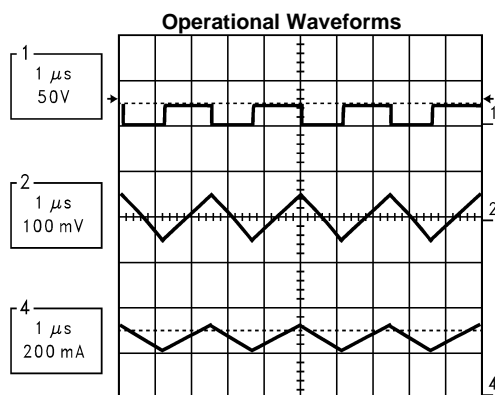 Operational Waveforms
1
1 μs
50V
1
2
1 μs
100 mV
2
4
1 μs
200 mA
4